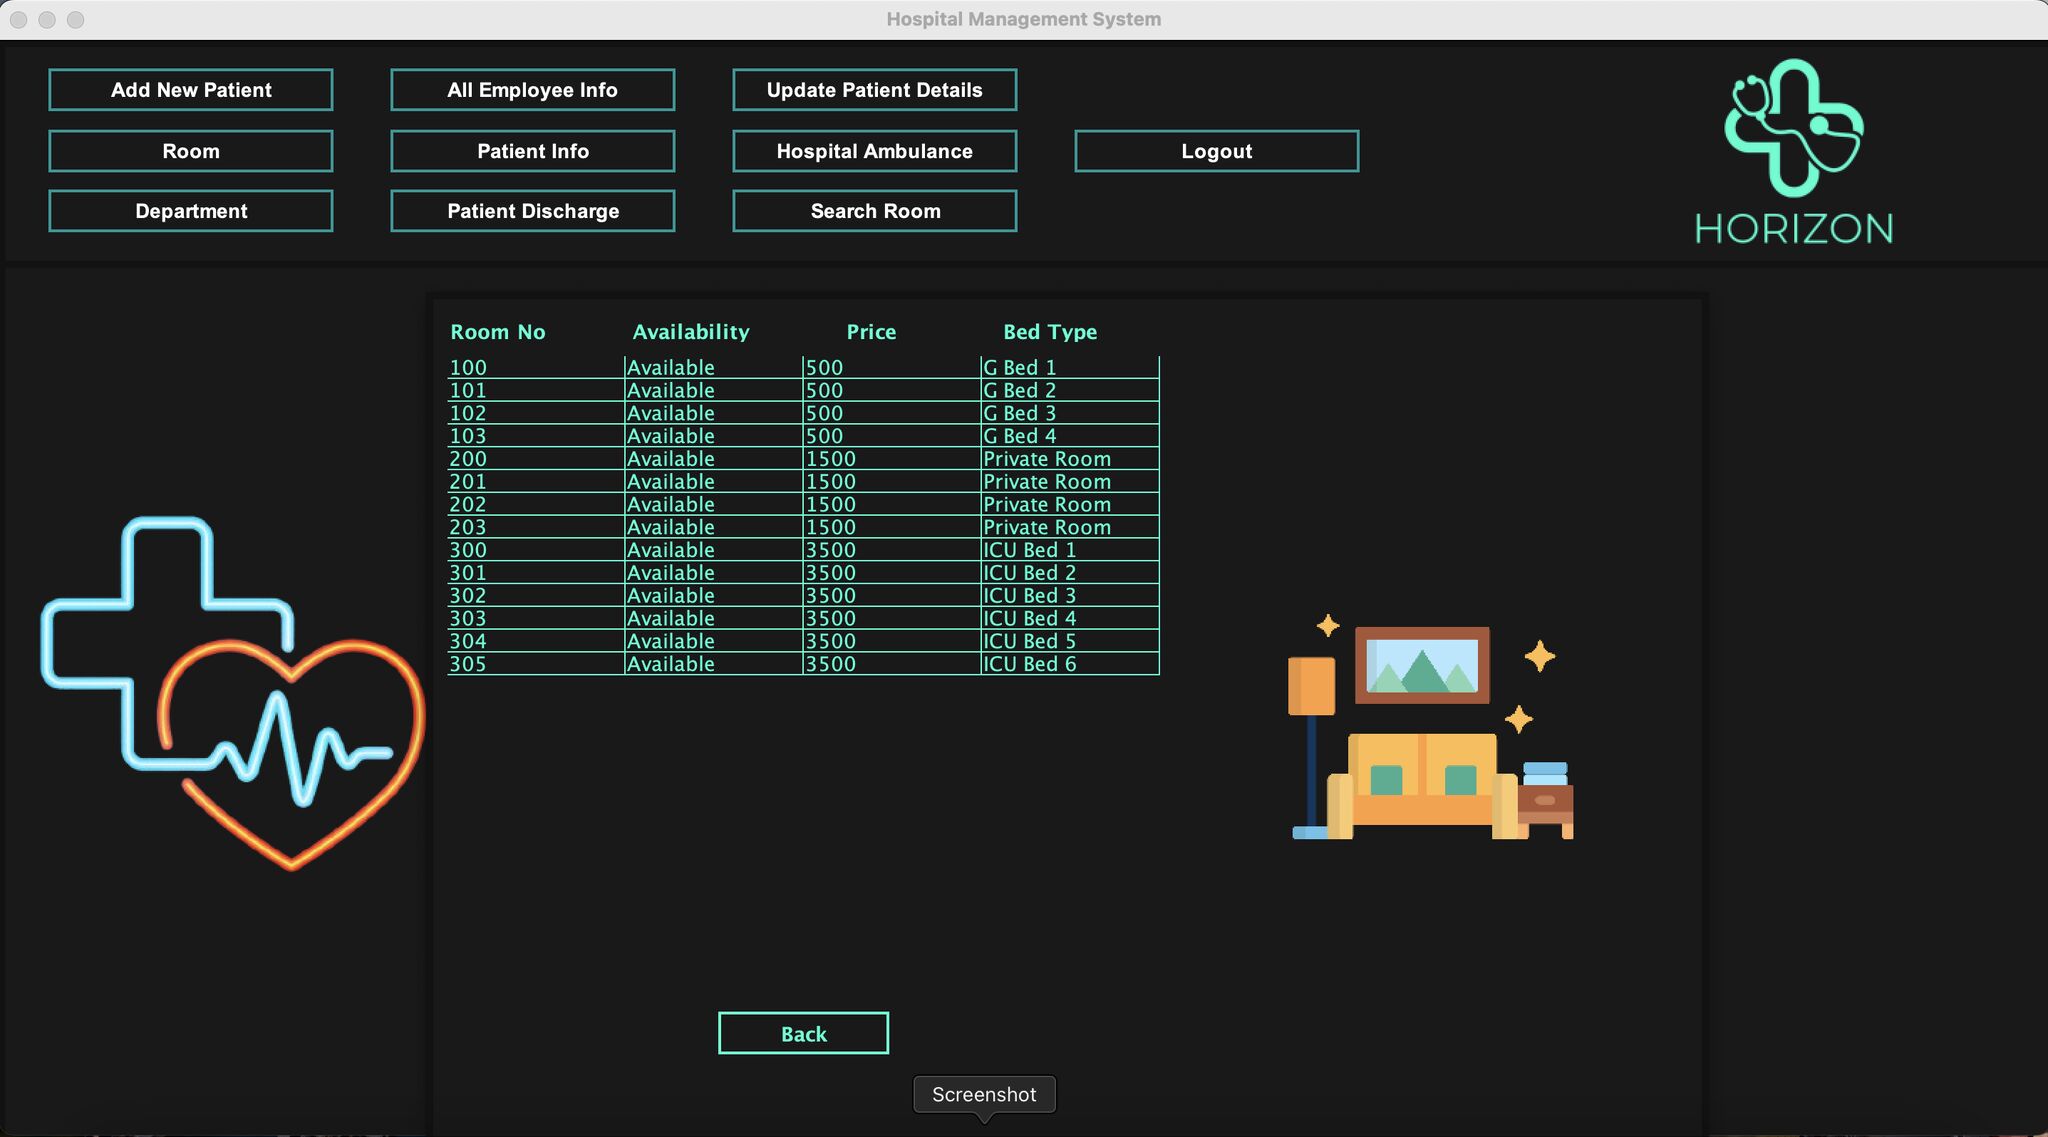 Hospital Management System
Add New Patient All Employee Info Update Patient Details
Room Patient Info Hospital Ambulance Logout
Department Patient Discharge Search Room
HORIZON
Room No Availability Price Bed Type
100 Available 500 G Bed 1
101 Available 500 G Bed 2
102 Available 500 G Bed 3
103 Available 500 G Bed 4
200 Available 1500 Private Room
201 Available 1500 Private Room
202 Available 1500 Private Room
203 Available 1500 Private Room
300 Available 3500 ICU Bed 1
301 Available 3500 ICU Bed 2
302 Available 3500 ICU Bed 3
303 Available 3500 ICU Bed 4
304 Available 3500 ICU Bed 5
305 Available 3500 ICU Bed 6
Back
Screenshot